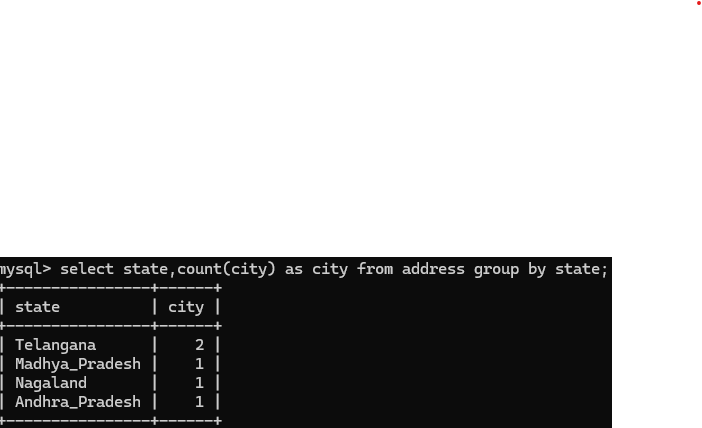 mysql> select state,count(city) as city from address group by state;
+----------------+------+
| state          | city |
+----------------+------+
| Telangana      |    2 |
| Madhya_Pradesh |    1 |
| Nagaland       |    1 |
| Andhra_Pradesh |    1 |
+----------------+------+